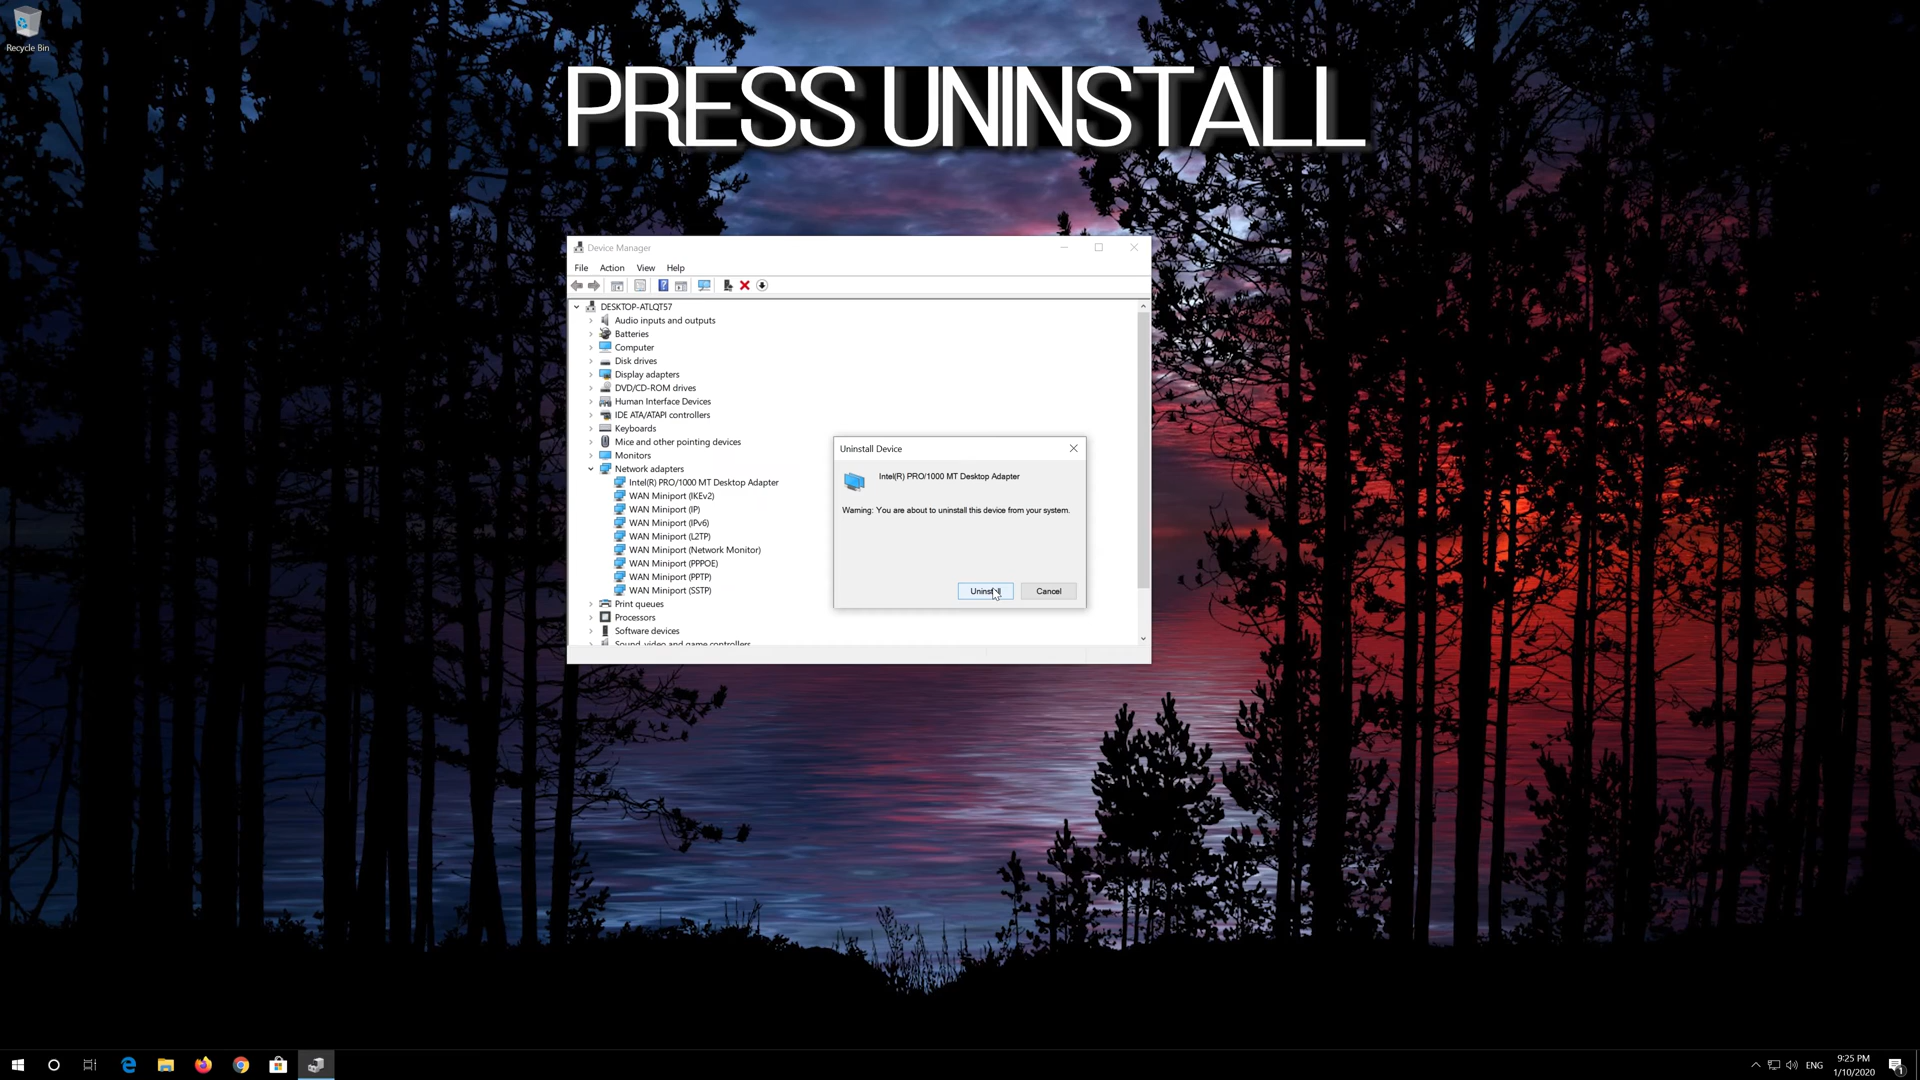 Recycle Bin
PRESS UNINSTALL
Device Manager
File Action View Help
DESKTOP-ATLQT57
Audio inputs and outputs
Batteries
Computer
Disk drives
Display adapters
DVD/CD-ROM drives
Human Interface Devices
IDE ATA/ATAPI controllers
Keyboards
Mice and other pointing devices
Monitors
Network adapters
Intel(R) PRO/1000 MT Desktop Adapter
WAN Miniport (IKEv2)
WAN Miniport (IP)
WAN Miniport (IPv6)
WAN Miniport (L2TP)
WAN Miniport (Network Monitor)
WAN Miniport (PPPOE)
WAN Miniport (PPTP)
WAN Miniport (SSTP)
Print queues
Processors
Software devices
Sound, video and game controllers
Uninstall Device
Intel(R) PRO/1000 MT Desktop Adapter
Warning: You are about to uninstall this device from your system.
Uninstall Cancel
ENG
9:25 PM
1/10/2020
1